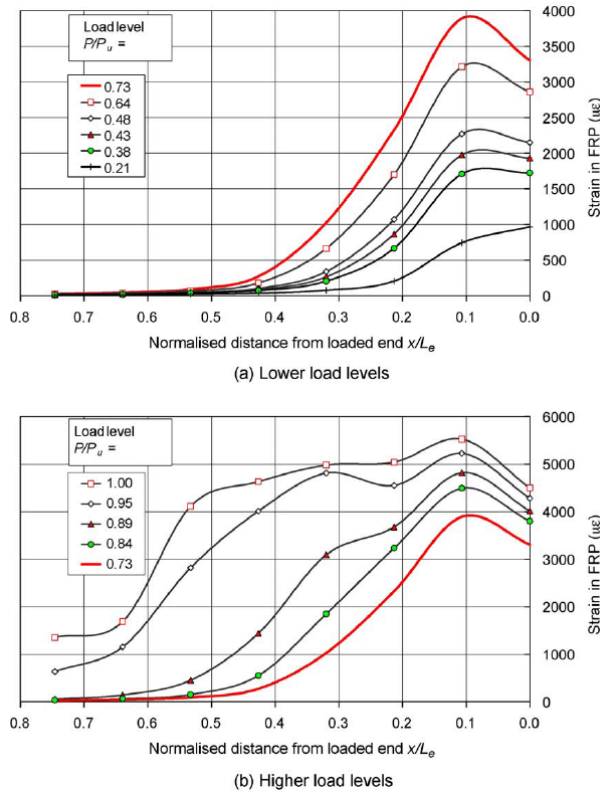 Load level
P/Pu =
0.73
0.64
0.48
0.43
0.38
0.21
4000
3500
3000
2500
2000
1500
1000
500
0
Strain in FRP (με)
0.8 0.7 0.6 0.5 0.4 0.3 0.2 0.1 0.0
Normalised distance from loaded end x/Le
(a) Lower load levels
Load level
P/Pu =
1.00
0.95
0.89
0.84
0.73
6000
5000
4000
3000
2000
1000
0
Strain in FRP (με)
0.8 0.7 0.6 0.5 0.4 0.3 0.2 0.1 0.0
Normalised distance from loaded end x/Le
(b) Higher load levels